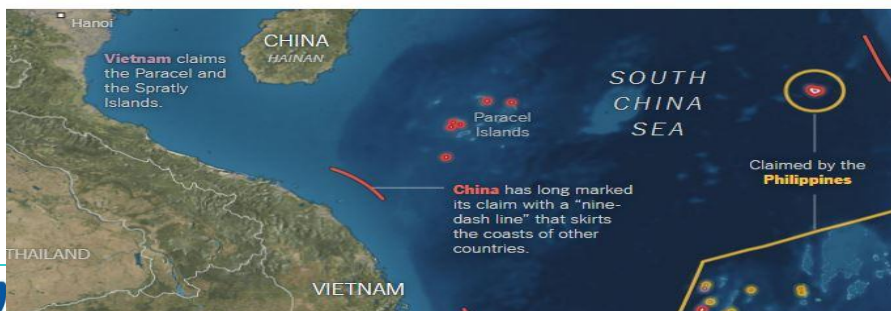 Hanoi
CHINA
HAINAN
Vietnam claims
the Paracel and
the Spratly
Islands.
SOUTH
CHINA
SEA
Paracel
Islands
Claimed by the
Philippines
China has long marked
its claim with a “nine-
dash line” that skirts
the coasts of other
countries.
THAILAND
VIETNAM